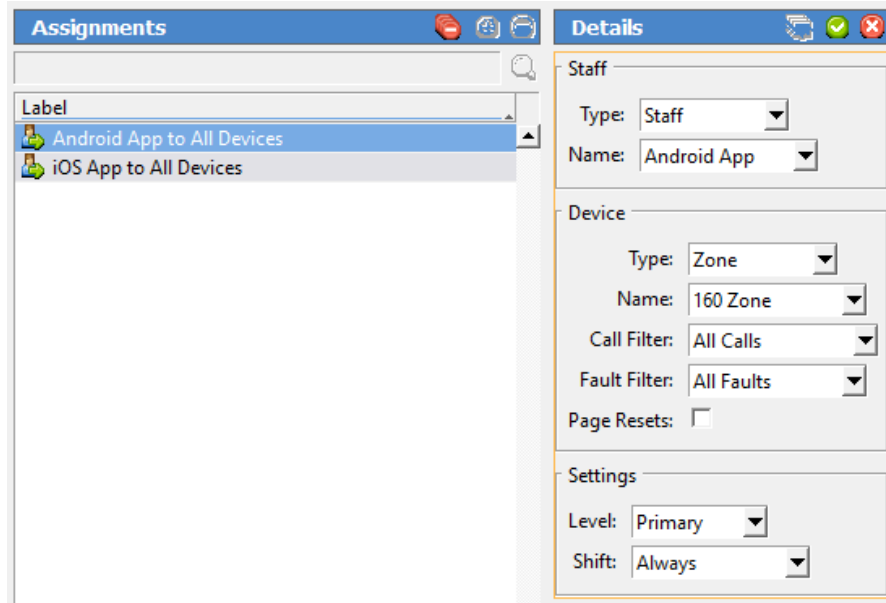 Assignments
Label
Android App to All Devices
iOS App to All Devices
Details
Staff
Type: Staff
Name: Android App
Device
Type: Zone
Name: 160 Zone
Call Filter: All Calls
Fault Filter: All Faults
Page Resets:
Settings
Level: Primary
Shift: Always